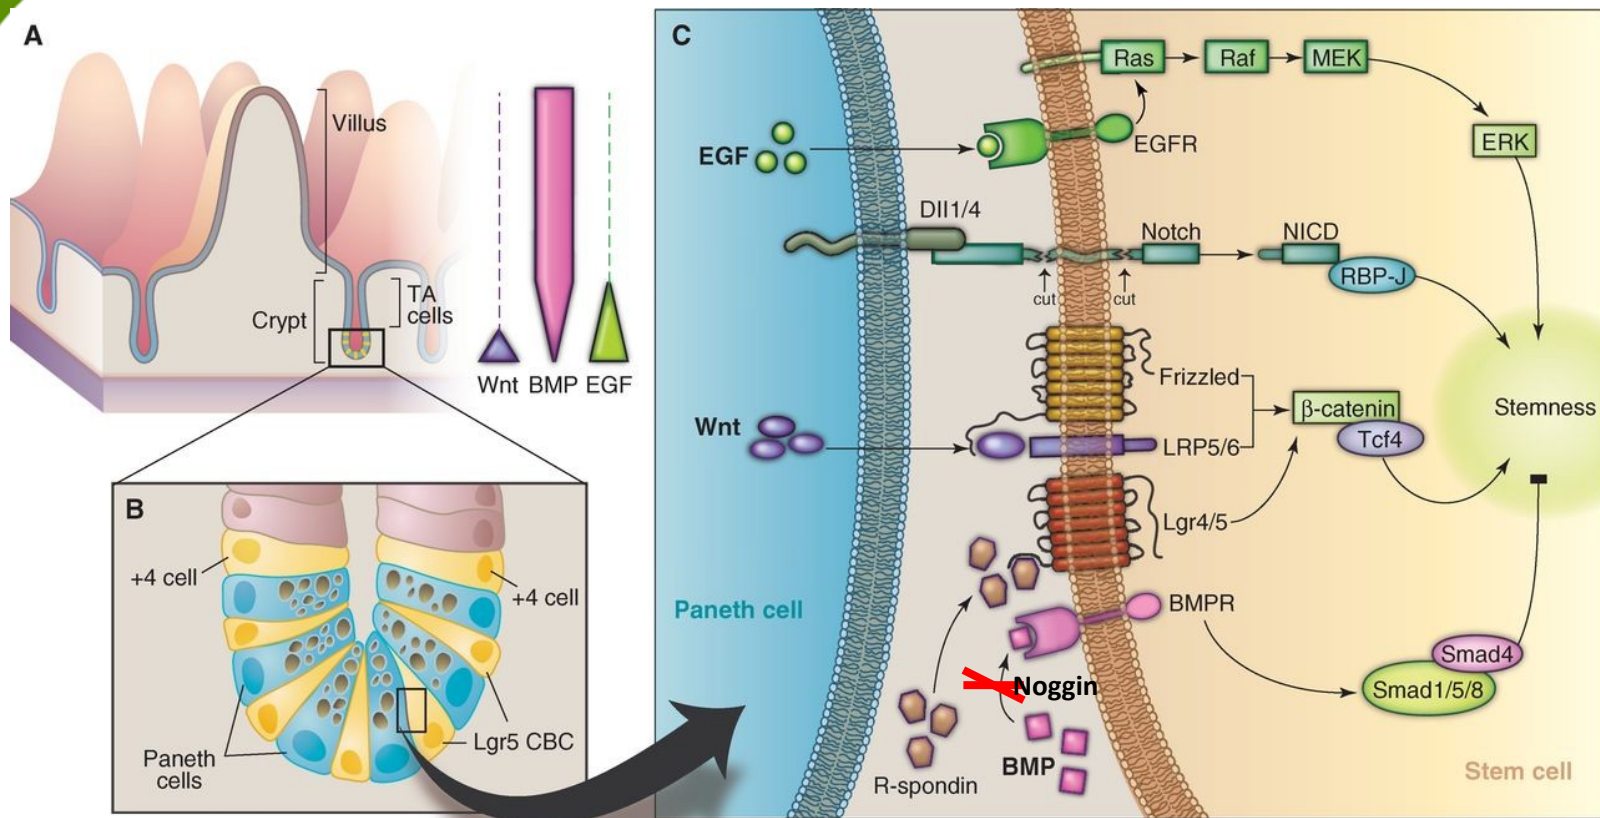 A
Villus
Crypt
TA
cells
Wnt
BMP
EGF
B
+4 cell
+4 cell
Paneth
cells
Lgr5 CBC
C
Ras
Raf
MEK
EGF
EGFR
ERK
Dll1/4
Notch
NICD
RBP-J
cut
cut
Frizzled
Wnt
LRP5/6
β-catenin
Tcf4
Stemness
Lgr4/5
Paneth cell
BMPR
Noggin
Smad4
Smad1/5/8
R-spondin
BMP
Stem cell